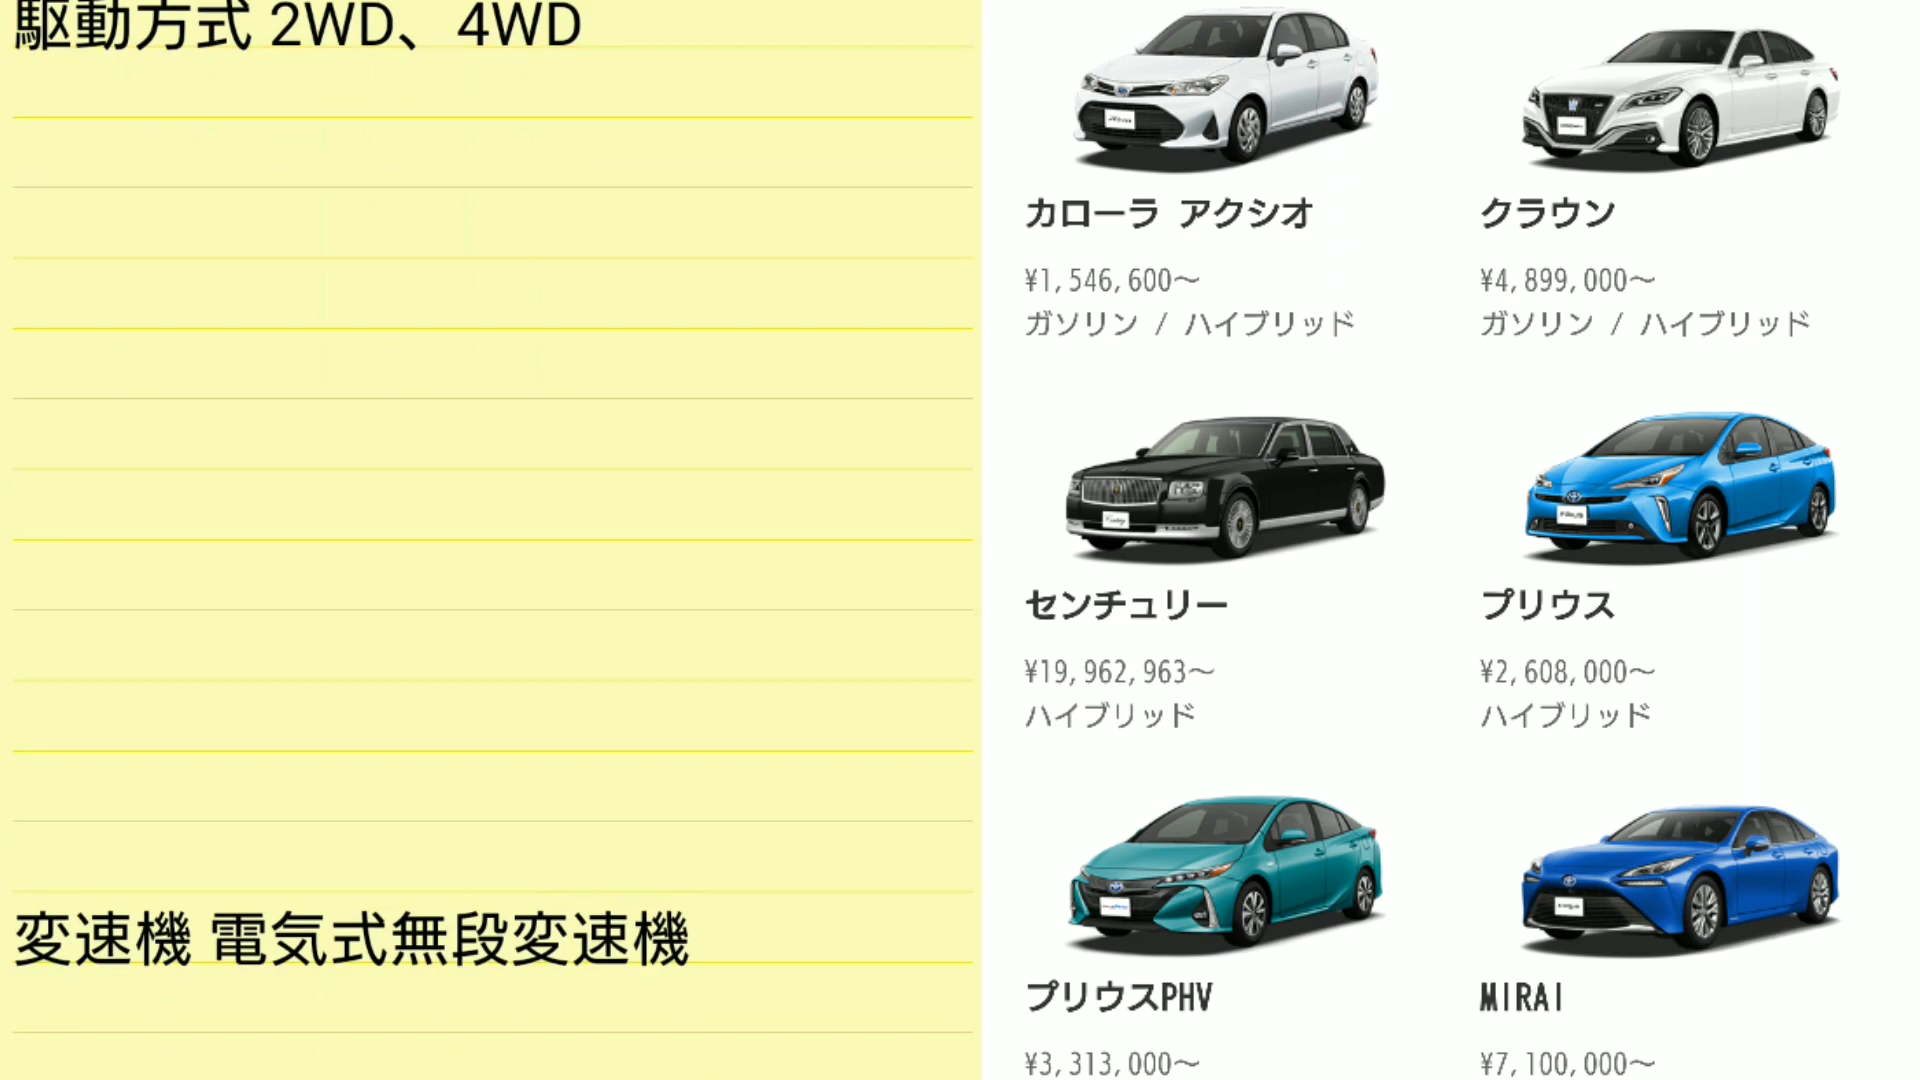 駆動方式 2WD、4WD
変速機 電気式無段変速機
カローラ アクシオ
¥1,546,600～
ガソリン / ハイブリッド
クラウン
¥4,899,000～
ガソリン / ハイブリッド
センチュリー
¥19,962,963～
ハイブリッド
プリウス
¥2,608,000～
ハイブリッド
プリウスPHV
¥3,313,000～
MIRAI
¥7,100,000～